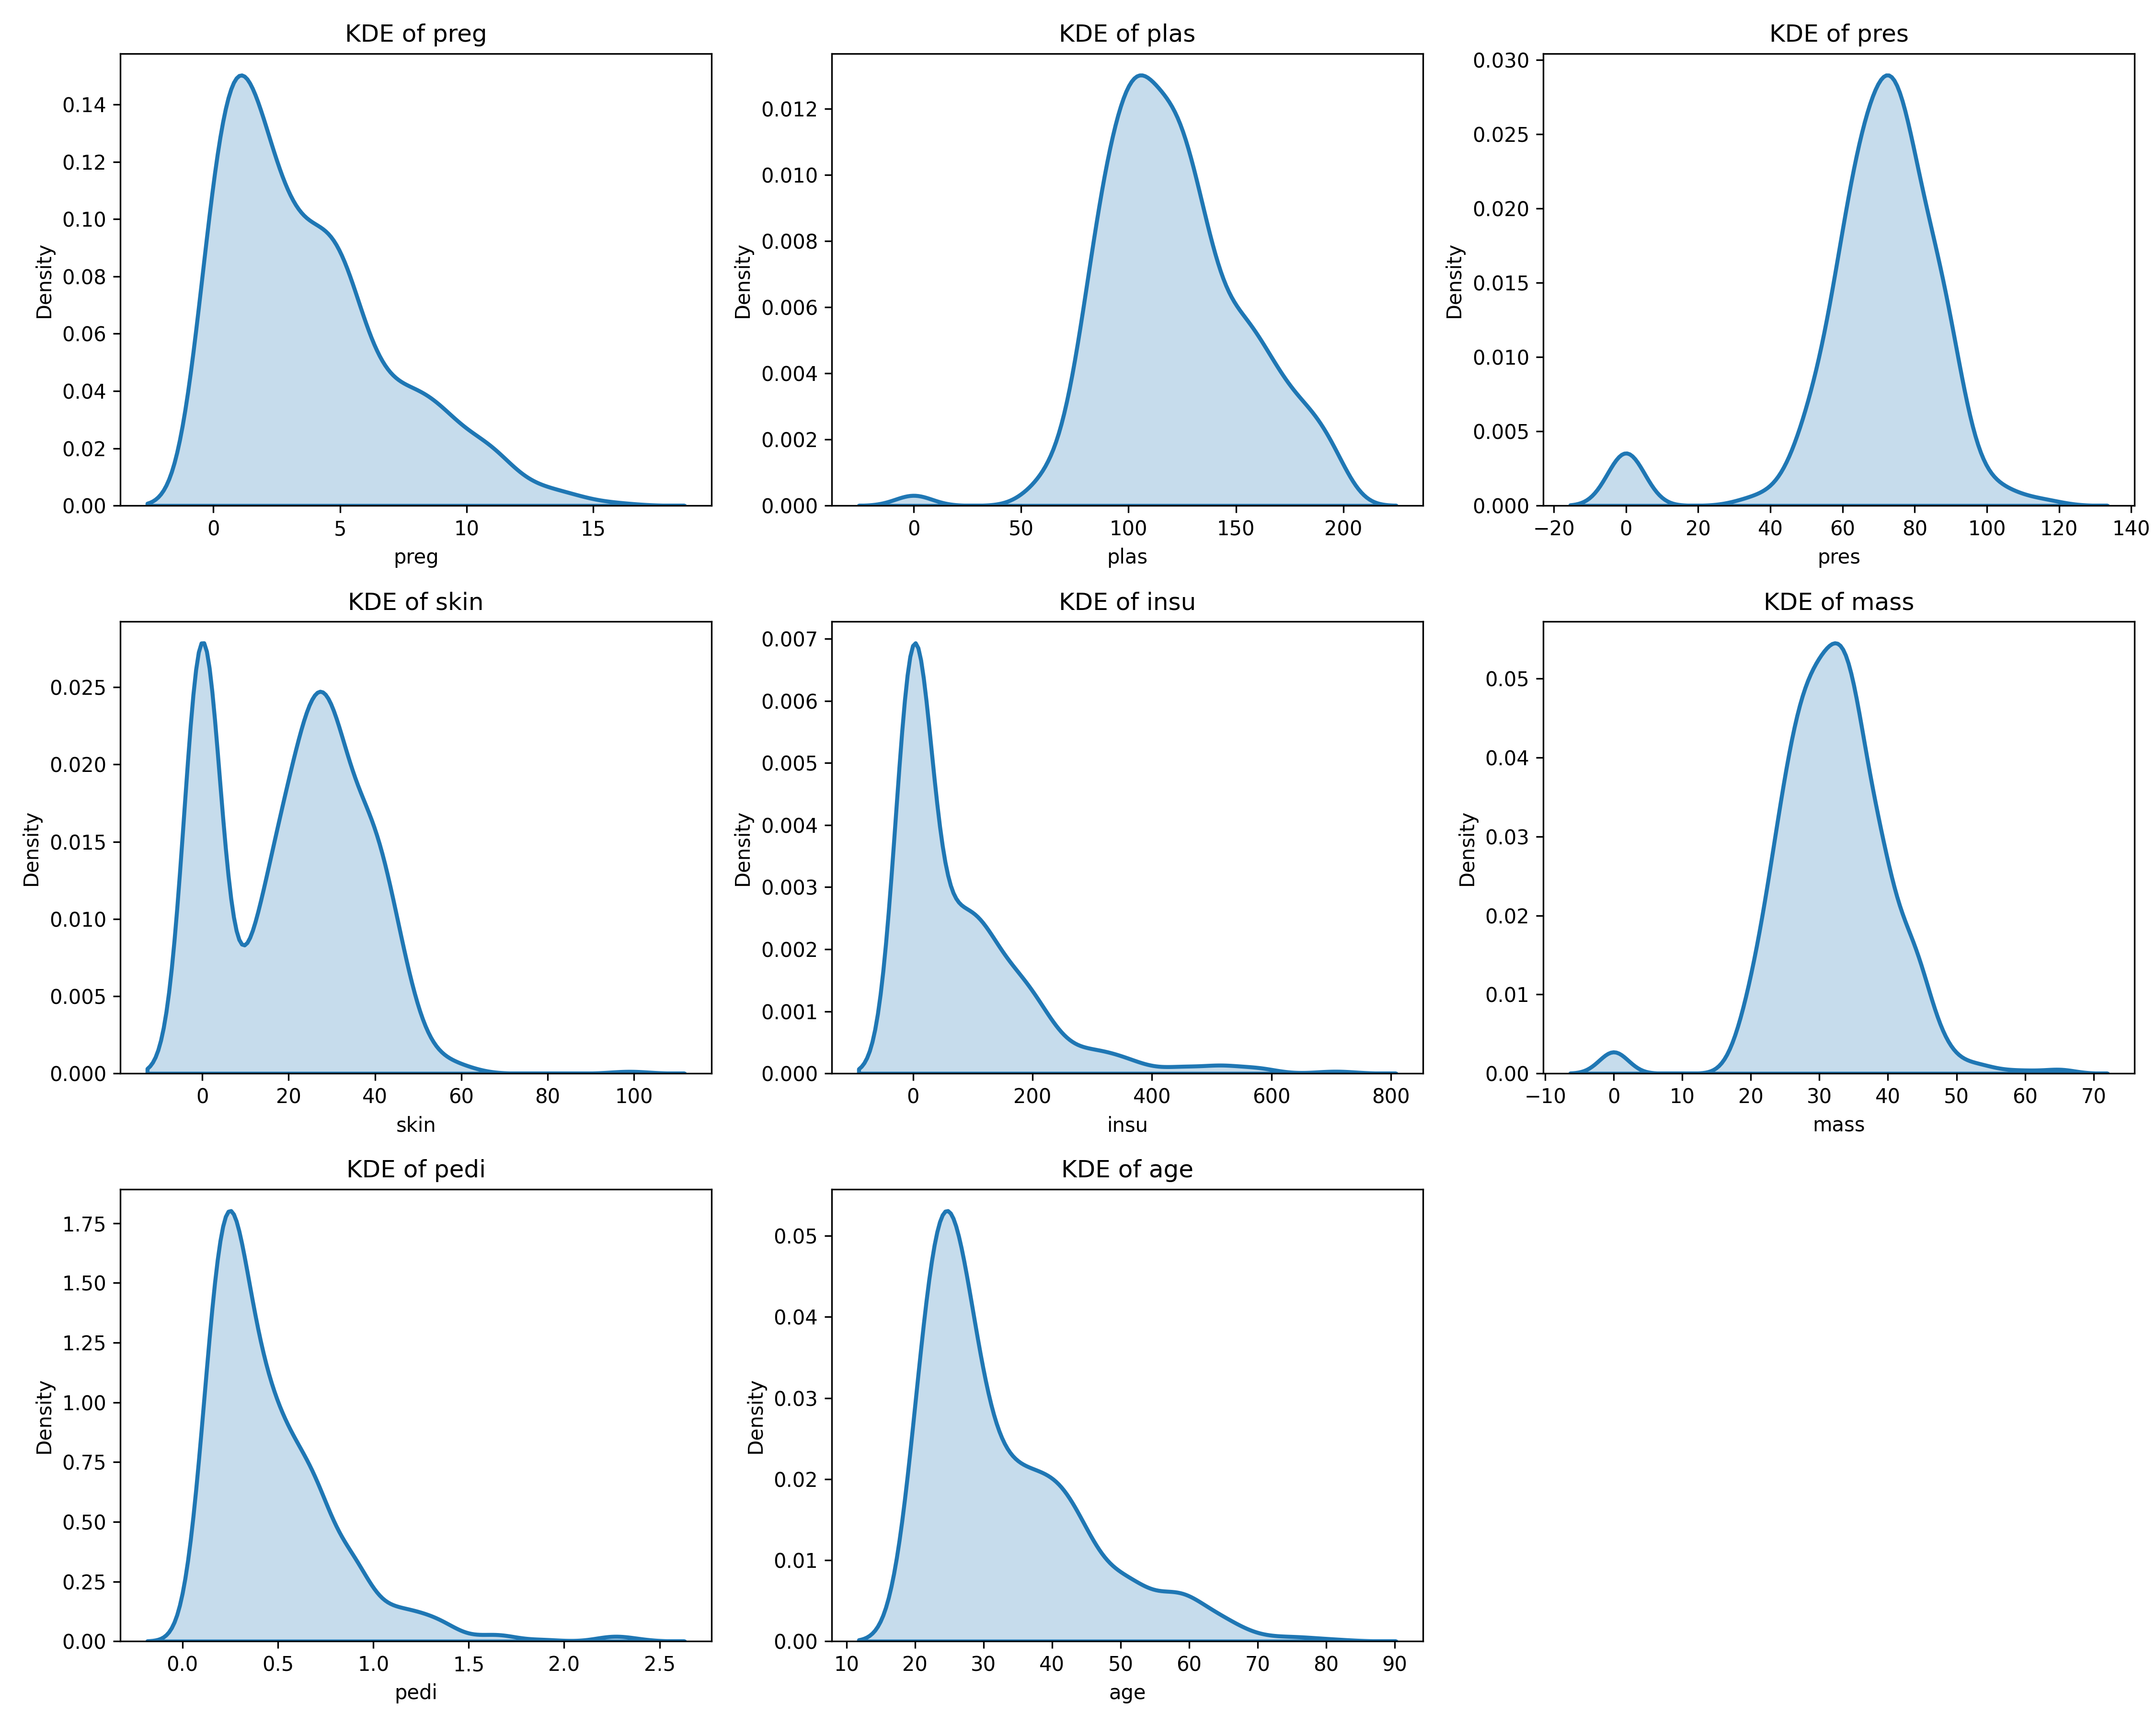 KDE of preg
0.14
0.12
0.10
0.08
0.06
0.04
0.02
0.00
Density
0 5 10 15
preg
KDE of plas
0.012
0.010
0.008
0.006
0.004
0.002
0.000
Density
0 50 100 150 200
plas
KDE of pres
0.030
0.025
0.020
0.015
0.010
0.005
0.000
Density
−20 0 20 40 60 80 100 120 140
pres
KDE of skin
0.025
0.020
0.015
0.010
0.005
0.000
Density
0 20 40 60 80 100
skin
KDE of insu
0.007
0.006
0.005
0.004
0.003
0.002
0.001
0.000
Density
0 200 400 600 800
insu
KDE of mass
0.05
0.04
0.03
0.02
0.01
0.00
Density
−10 0 10 20 30 40 50 60 70
mass
KDE of pedi
1.75
1.50
1.25
1.00
0.75
0.50
0.25
0.00
Density
0.0 0.5 1.0 1.5 2.0 2.5
pedi
KDE of age
0.05
0.04
0.03
0.02
0.01
0.00
Density
10 20 30 40 50 60 70 80 90
age